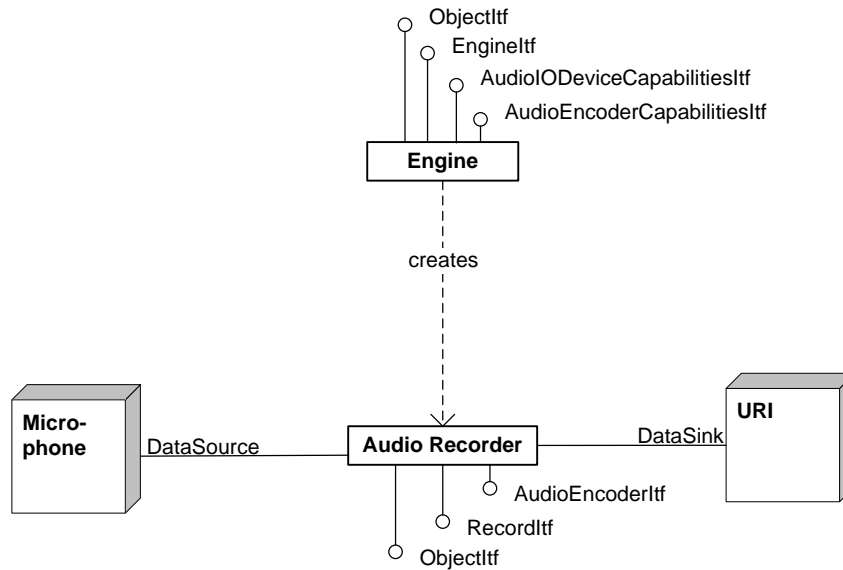 ObjectItf
EngineItf
AudioIODeviceCapabilitiesItf
AudioEncoderCapabilitiesItf
Engine
creates
Micro-
phone
DataSource
Audio Recorder
DataSink
URI
AudioEncoderItf
RecordItf
ObjectItf